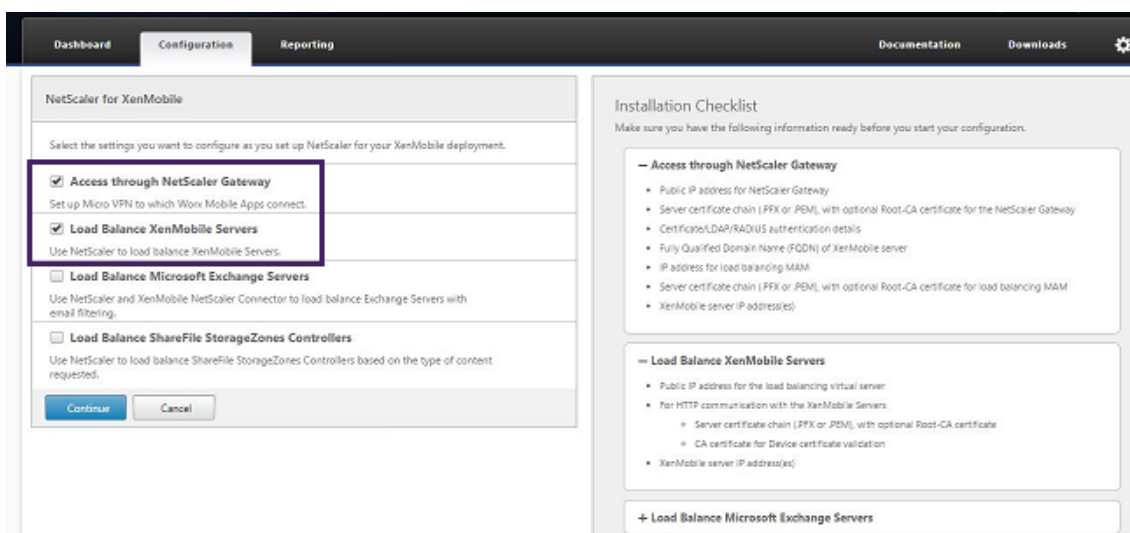 Dashboard
Configuration
Reporting
Documentation
Downloads
NetScaler for XenMobile
Select the settings you want to configure as you set up NetScaler for your XenMobile deployment.
Access through NetScaler Gateway
Set up Micro VPN to which Worx Mobile Apps connect.
Load Balance XenMobile Servers
Use NetScaler to load balance XenMobile Servers.
Load Balance Microsoft Exchange Servers
Use NetScaler and XenMobile NetScaler Connector to load balance Exchange Servers with
email filtering.
Load Balance ShareFile StorageZones Controllers
Use NetScaler to load balance ShareFile StorageZones Controllers based on the type of content
requested.
Continue
Cancel
Installation Checklist
Make sure you have the following information ready before you start your configuration.
– Access through NetScaler Gateway
• Public IP address for NetScaler Gateway
• Server certificate chain (.PFX or .PEM), with optional Root-CA certificate for the NetScaler Gateway
• Certificate/LDAP/RADIUS authentication details
• Fully Qualified Domain Name (FQDN) of XenMobile server
• IP address for load balancing MAM
• Server certificate chain (.PFX or .PEM), with optional Root-CA certificate for load balancing MAM
• XenMobile server IP address(es)
– Load Balance XenMobile Servers
• Public IP address for the load balancing virtual server
• For HTTP communication with the XenMobile Servers
Server certificate chain (.PFX or .PEM), with optional Root-CA certificate
CA certificate for Device certificate validation
• XenMobile server IP address(es)
+ Load Balance Microsoft Exchange Servers